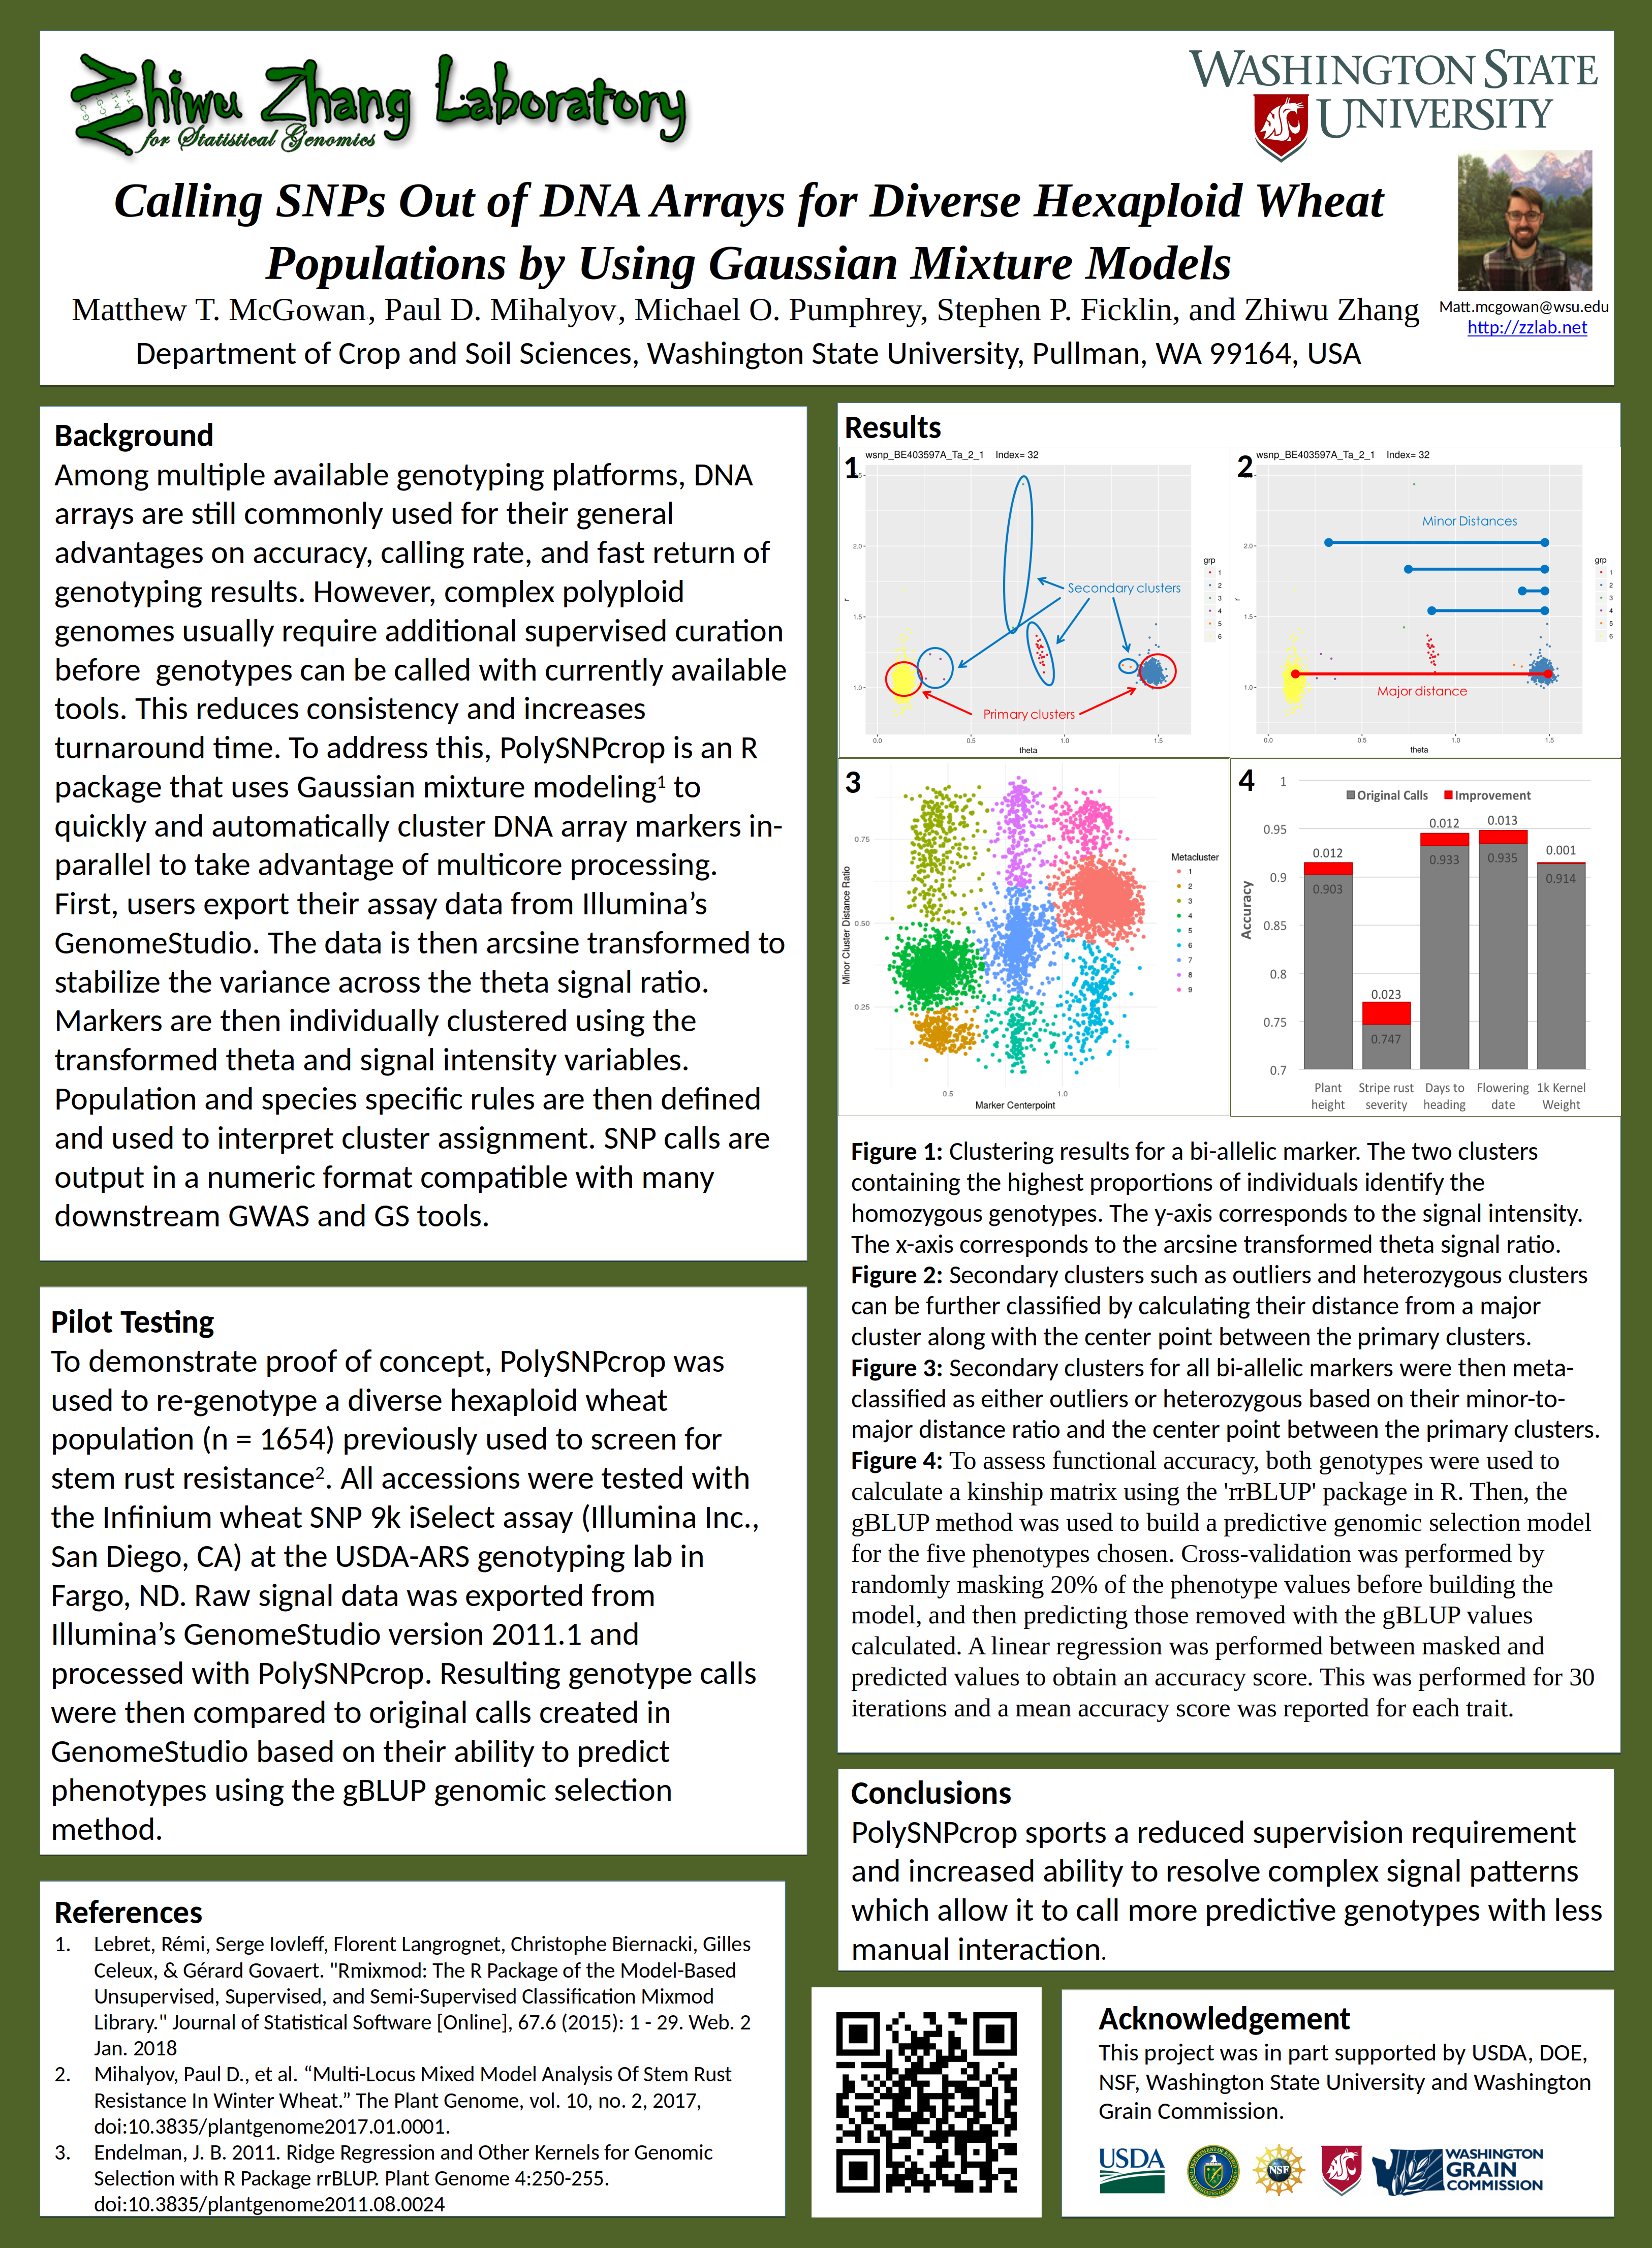 Zhiwu Zhang Laboratory
for Statistical Genomics
WASHINGTON STATE
UNIVERSITY
Calling SNPs Out of DNA Arrays for Diverse Hexaploid Wheat
Populations by Using Gaussian Mixture Models
Matthew T. McGowan, Paul D. Mihalyov, Michael O. Pumphrey, Stephen P. Ficklin, and Zhiwu Zhang
Department of Crop and Soil Sciences, Washington State University, Pullman, WA 99164, USA
Matt.mcgowan@wsu.edu
http://zzlab.net
Background
Among multiple available genotyping platforms, DNA
arrays are still commonly used for their general
advantages on accuracy, calling rate, and fast return of
genotyping results. However, complex polyploid
genomes usually require additional supervised curation
before  genotypes can be called with currently available
tools. This reduces consistency and increases
turnaround time. To address this, PolySNPcrop is an R
package that uses Gaussian mixture modeling1 to
quickly and automatically cluster DNA array markers in-
parallel to take advantage of multicore processing.
First, users export their assay data from Illumina’s
GenomeStudio. The data is then arcsine transformed to
stabilize the variance across the theta signal ratio.
Markers are then individually clustered using the
transformed theta and signal intensity variables.
Population and species specific rules are then defined
and used to interpret cluster assignment. SNP calls are
output in a numeric format compatible with many
downstream GWAS and GS tools.
Pilot Testing
To demonstrate proof of concept, PolySNPcrop was
used to re-genotype a diverse hexaploid wheat
population (n = 1654) previously used to screen for
stem rust resistance2. All accessions were tested with
the Infinium wheat SNP 9k iSelect assay (Illumina Inc.,
San Diego, CA) at the USDA-ARS genotyping lab in
Fargo, ND. Raw signal data was exported from
Illumina’s GenomeStudio version 2011.1 and
processed with PolySNPcrop. Resulting genotype calls
were then compared to original calls created in
GenomeStudio based on their ability to predict
phenotypes using the gBLUP genomic selection
method.
References
1. Lebret, Rémi, Serge Iovleff, Florent Langrognet, Christophe Biernacki, Gilles
Celeux, & Gérard Govaert. "Rmixmod: The R Package of the Model-Based
Unsupervised, Supervised, and Semi-Supervised Classification Mixmod
Library." Journal of Statistical Software [Online], 67.6 (2015): 1 - 29. Web. 2
Jan. 2018
2. Mihalyov, Paul D., et al. “Multi-Locus Mixed Model Analysis Of Stem Rust
Resistance In Winter Wheat.” The Plant Genome, vol. 10, no. 2, 2017,
doi:10.3835/plantgenome2017.01.0001.
3. Endelman, J. B. 2011. Ridge Regression and Other Kernels for Genomic
Selection with R Package rrBLUP. Plant Genome 4:250-255.
doi:10.3835/plantgenome2011.08.0024
Results
1
wsnp_BE403597A_Ta_2_1 Index= 32
2.0
1.5
1.0
r
0.0 0.5 1.0 1.5
theta
Secondary clusters
Primary clusters
grp
1
2
3
4
5
6
2
wsnp_BE403597A_Ta_2_1 Index= 32
2.0
1.5
1.0
r
0.0 0.5 1.0 1.5
theta
Minor Distances
Major distance
grp
1
2
3
4
5
6
3
Minor Cluster Distance Ratio
0.75
0.50
0.25
0.5 1.0
Marker Centerpoint
Metacluster
1
2
3
4
5
6
7
8
9
4
Original Calls Improvement
Accuracy
1
0.95
0.9
0.85
0.8
0.75
0.7
0.012 0.023 0.012 0.013 0.001
0.903 0.747 0.933 0.935 0.914
Plant Stripe rust Days to Flowering 1k Kernel
height severity heading date Weight
Figure 1: Clustering results for a bi-allelic marker. The two clusters
containing the highest proportions of individuals identify the
homozygous genotypes. The y-axis corresponds to the signal intensity.
The x-axis corresponds to the arcsine transformed theta signal ratio.
Figure 2: Secondary clusters such as outliers and heterozygous clusters
can be further classified by calculating their distance from a major
cluster along with the center point between the primary clusters.
Figure 3: Secondary clusters for all bi-allelic markers were then meta-
classified as either outliers or heterozygous based on their minor-to-
major distance ratio and the center point between the primary clusters.
Figure 4: To assess functional accuracy, both genotypes were used to
calculate a kinship matrix using the 'rrBLUP' package in R. Then, the
gBLUP method was used to build a predictive genomic selection model
for the five phenotypes chosen. Cross-validation was performed by
randomly masking 20% of the phenotype values before building the
model, and then predicting those removed with the gBLUP values
calculated. A linear regression was performed between masked and
predicted values to obtain an accuracy score. This was performed for 30
iterations and a mean accuracy score was reported for each trait.
Conclusions
PolySNPcrop sports a reduced supervision requirement
and increased ability to resolve complex signal patterns
which allow it to call more predictive genotypes with less
manual interaction.
Acknowledgement
This project was in part supported by USDA, DOE,
NSF, Washington State University and Washington
Grain Commission.
USDA
NSF
WASHINGTON
GRAIN
COMMISSION